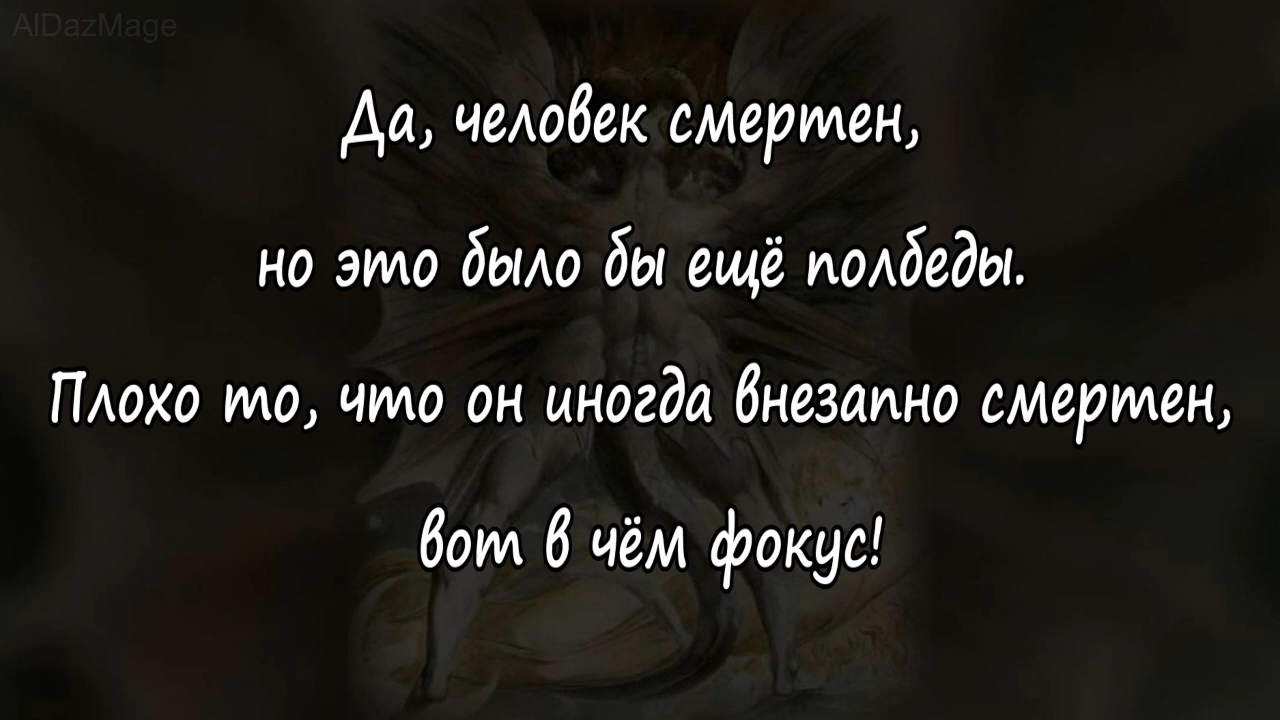 AlDazMage
Да, человек смертен,
но это было бы ещё полбеды.
Плохо то, что он иногда внезапно смертен,
вот в чём фокус!